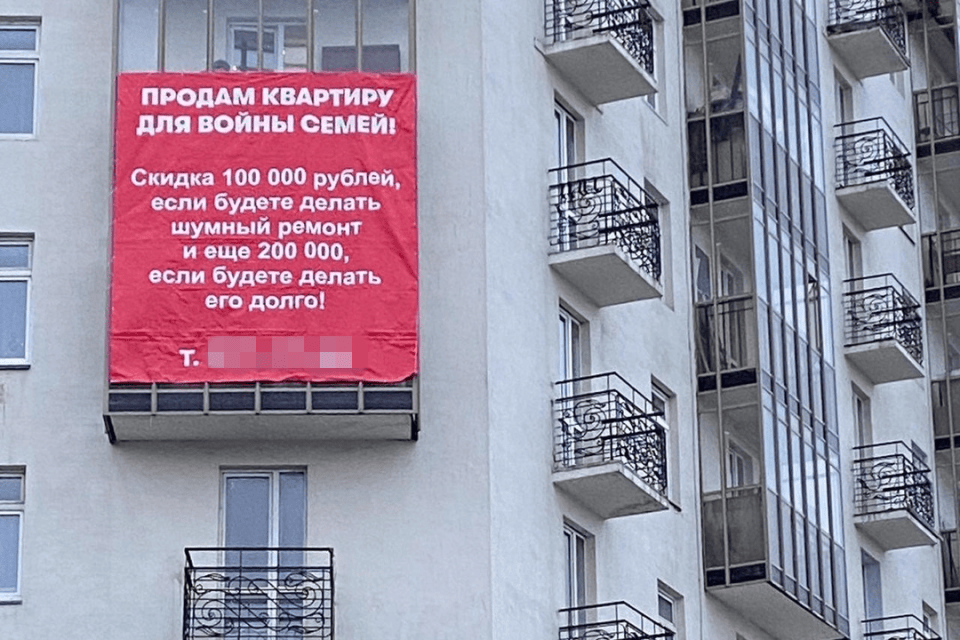 ПРОДАМ КВАРТИРУ
ДЛЯ ВОЙНЫ СЕМЕЙ!
Скидка 100 000 рублей,
если будете делать
шумный ремонт
и еще 200 000,
если будете делать
его долго!
Т.